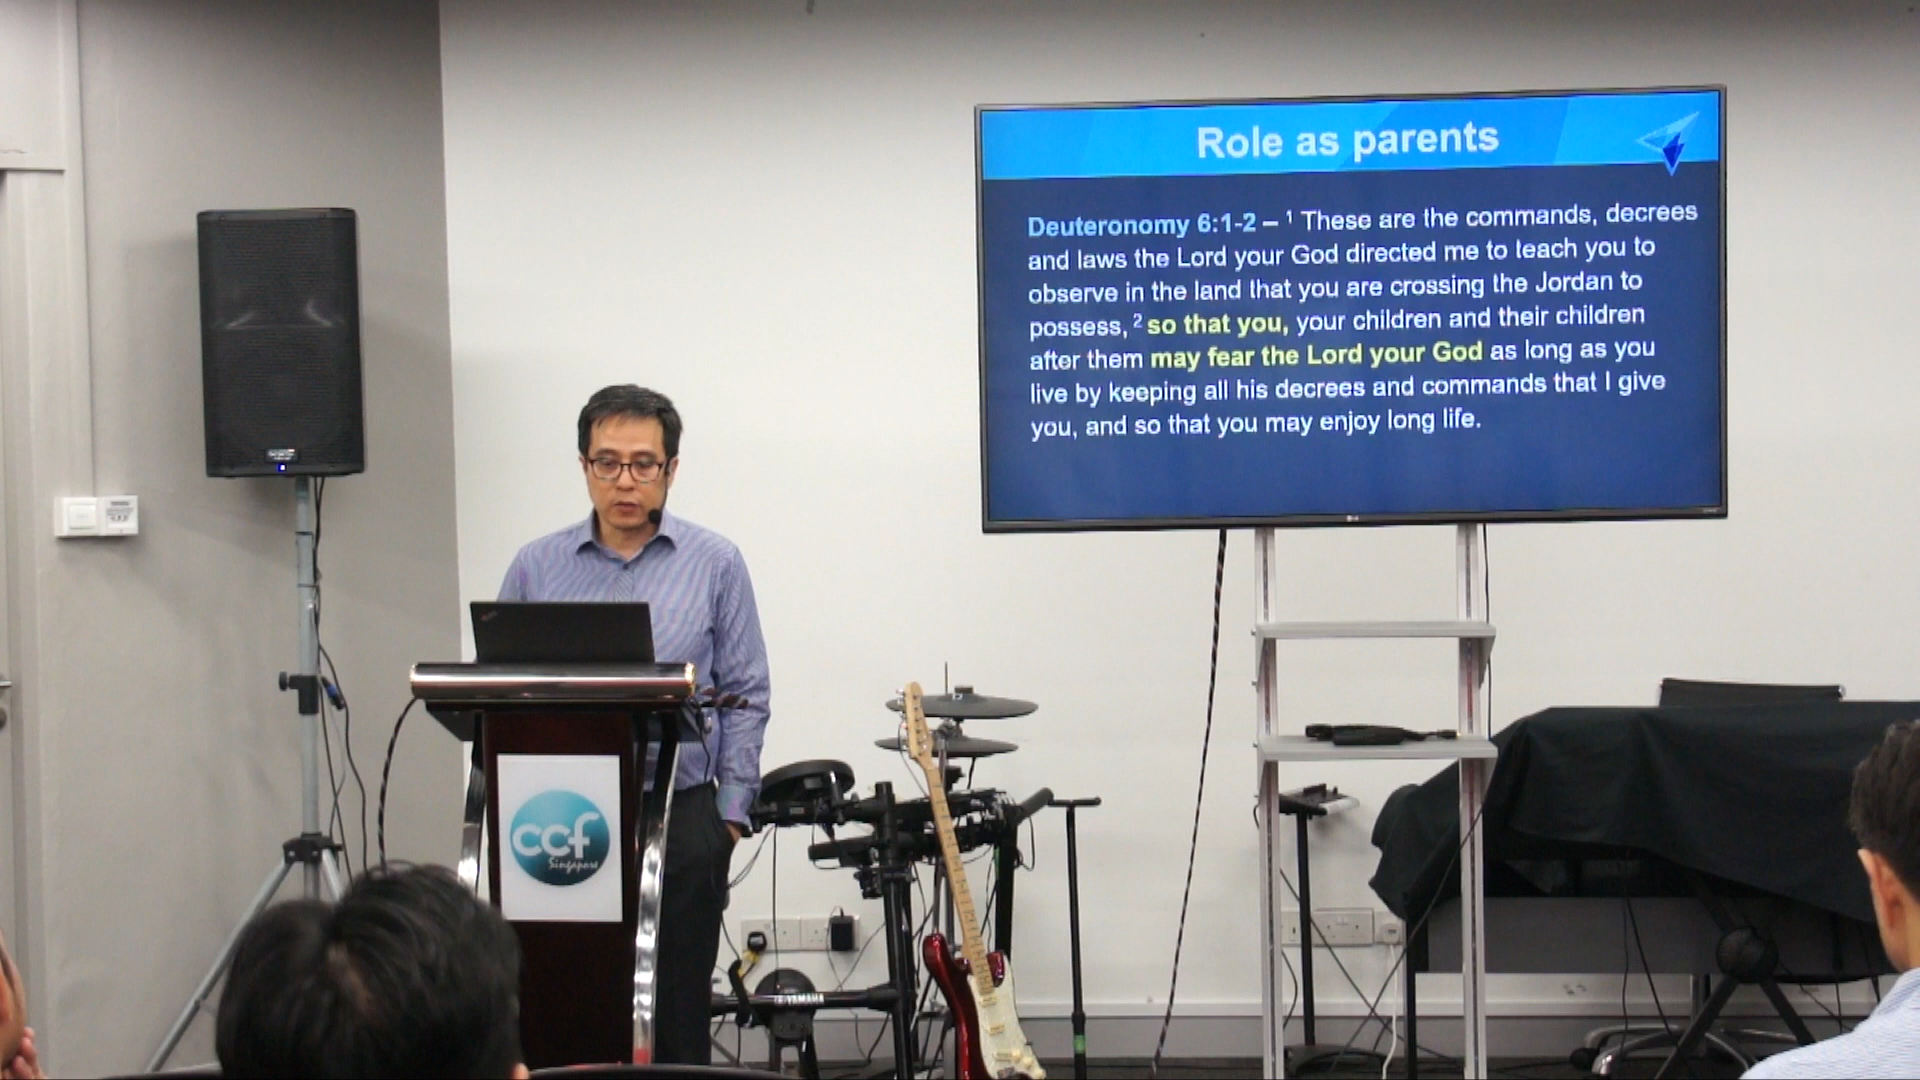 Role as parents
Deuteronomy 6:1-2 – ¹ These are the commands, decrees
and laws the Lord your God directed me to teach you to
observe in the land that you are crossing the Jordan to
possess, ² so that you, your children and their children
after them may fear the Lord your God as long as you
live by keeping all his decrees and commands that I give
you, and so that you may enjoy long life.
ccf
Singapore
YAMAHA